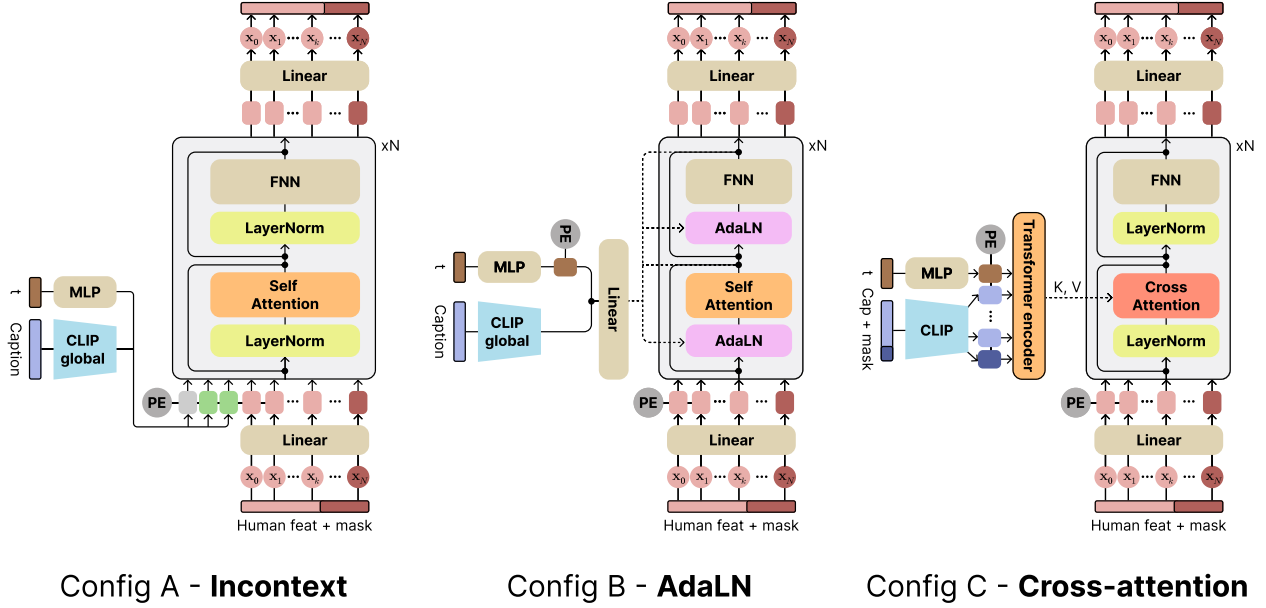 x0 x1 ... xk ... xN
Linear
... ...
xN
FNN
LayerNorm
Self
Attention
LayerNorm
t
MLP
Caption
CLIP
global
PE
... ...
Linear
x0 x1 ... xk ... xN
Human feat + mask
Config A - Incontext
x0 x1 ... xk ... xN
Linear
... ...
xN
FNN
AdaLN
Self
Attention
AdaLN
PE
t
MLP
Caption
CLIP
global
Linear
PE
... ...
Linear
x0 x1 ... xk ... xN
Human feat + mask
Config B - AdaLN
x0 x1 ... xk ... xN
Linear
... ...
xN
FNN
LayerNorm
Cross
Attention
LayerNorm
PE
t
MLP
Cap + mask
CLIP
...
Transformer encoder
K, V
PE
... ...
Linear
x0 x1 ... xk ... xN
Human feat + mask
Config C - Cross-attention